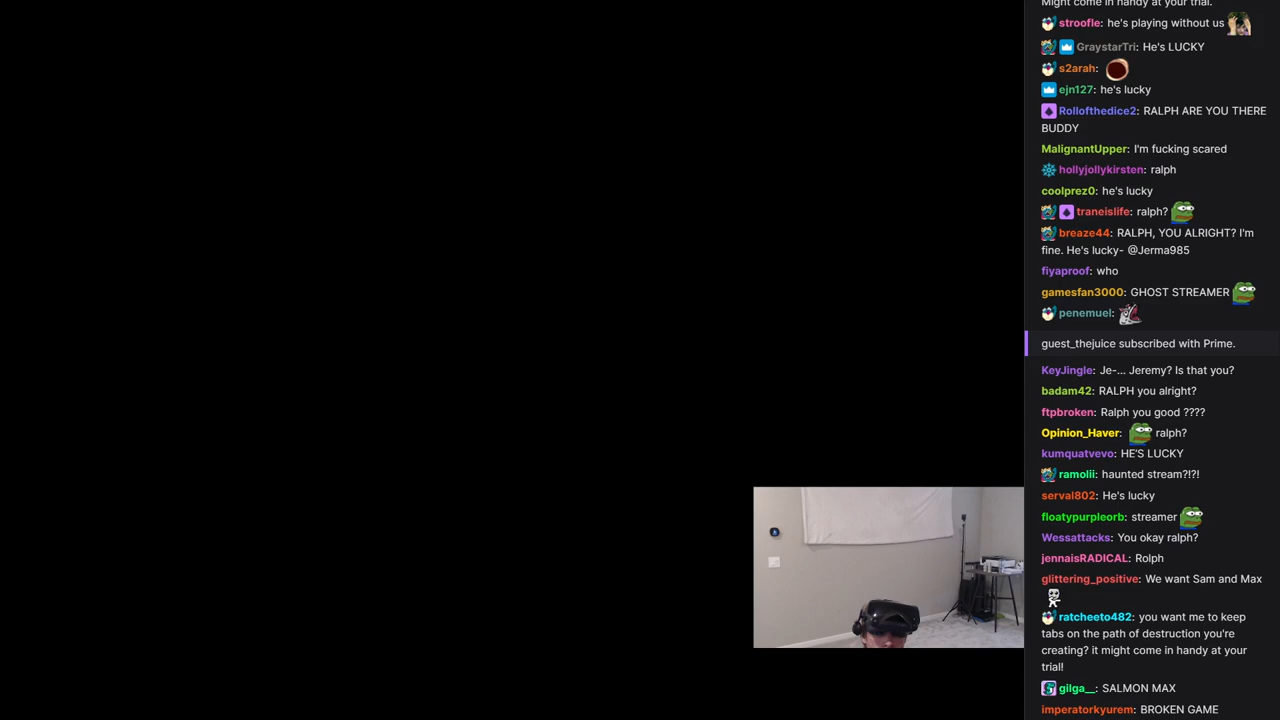 Might come in handy at your trial.
stroofle: he's playing without us
GraystarTri: He's LUCKY
s2arah:
ejn127: he's lucky
Rollofthedice2: RALPH ARE YOU THERE
BUDDY
MalignantUpper: I'm fucking scared
hollyjollykirsten: ralph
coolprez0: he's lucky
traneislife: ralph?
breaze44: RALPH, YOU ALRIGHT? I'm
fine. He's lucky- @Jerma985
fiyaproof: who
gamesfan3000: GHOST STREAMER
penemuel:
guest_thejuice subscribed with Prime.
KeyJingle: Je-... Jeremy? Is that you?
badam42: RALPH you alright?
ftpbroken: Ralph you good ????
Opinion_Haver: ralph?
kumquatvevo: HE'S LUCKY
ramolii: haunted stream?!?!
serval802: He's lucky
floatypurpleorb: streamer
Wessattacks: You okay ralph?
jennaisRADICAL: Rolph
glittering_positive: We want Sam and Max
ratcheeto482: you want me to keep
tabs on the path of destruction you're
creating? it might come in handy at your
trial!
gilga__: SALMON MAX
imperatorkyurem: BROKEN GAME